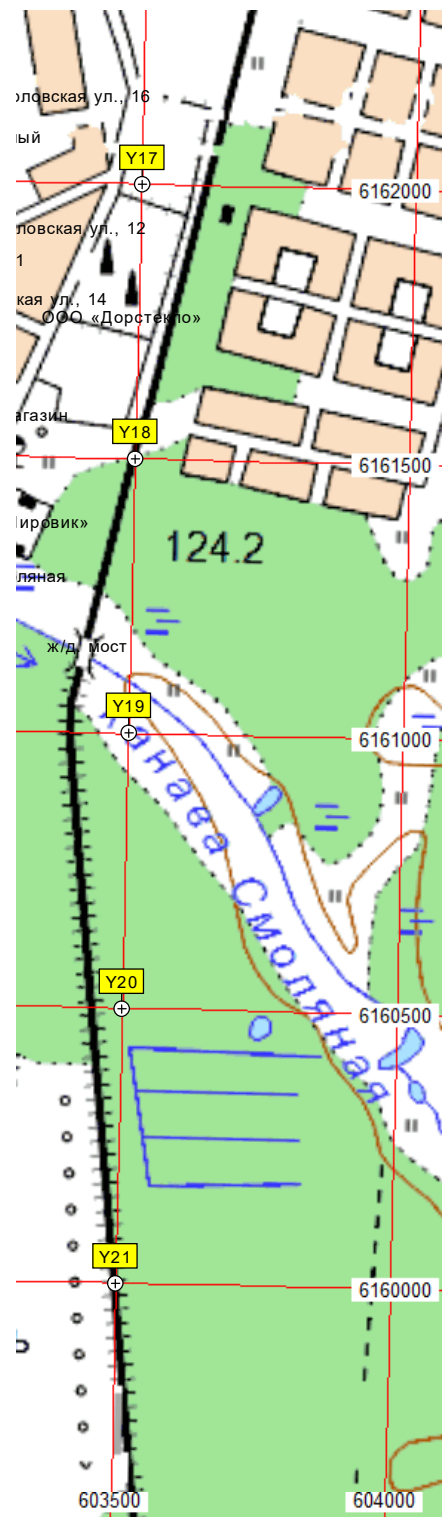 оловская ул., 16
ый
Y17
6162000
ловская ул., 12
1
кая ул., 14
ООО «Дорстекло»
агазин
Y18
6161500
124.2
ировик»
ляная
ж/д. мост
Y19
6161000
Канава Смоляная
Y20
6160500
Y21
6160000
603500
604000